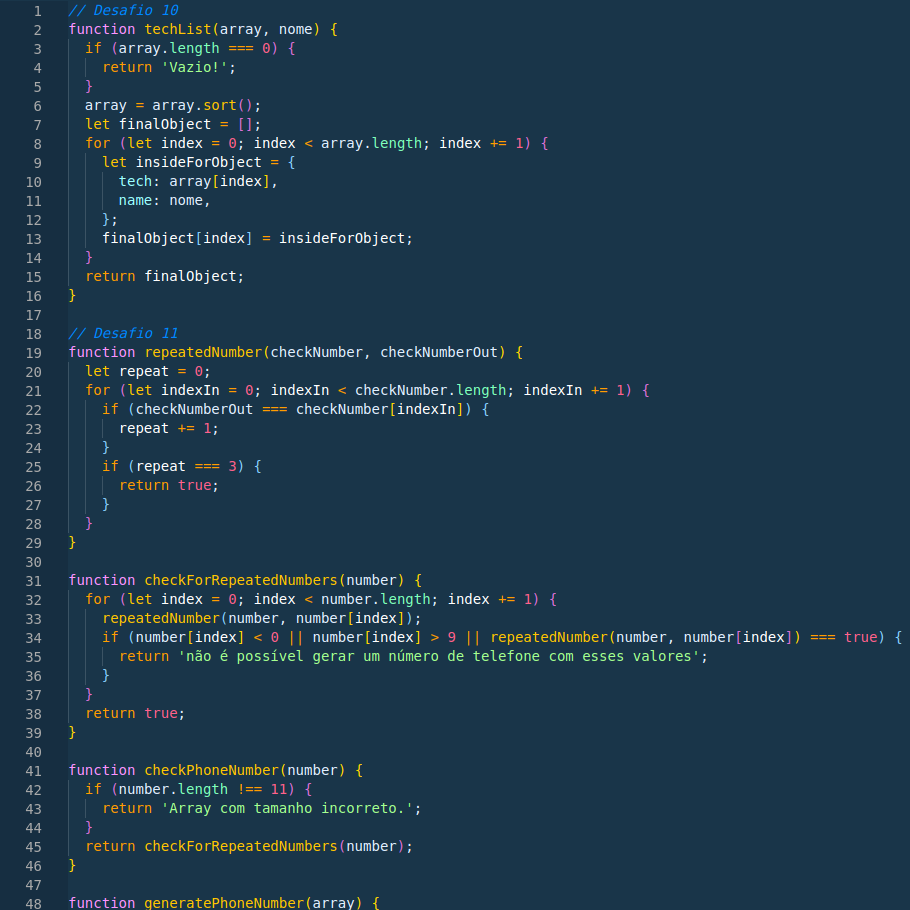 1 // Desafio 10
2 function techList(array, nome) {
3   if (array.length === 0) {
4     return 'Vazio!';
5   }
6   array = array.sort();
7   let finalObject = [];
8   for (let index = 0; index < array.length; index += 1) {
9     let insideForObject = {
10       tech: array[index],
11       name: nome,
12     };
13     finalObject[index] = insideForObject;
14   }
15   return finalObject;
16 }
17
18 // Desafio 11
19 function repeatedNumber(checkNumber, checkNumberOut) {
20   let repeat = 0;
21   for (let indexIn = 0; indexIn < checkNumber.length; indexIn += 1) {
22     if (checkNumberOut === checkNumber[indexIn]) {
23       repeat += 1;
24     }
25     if (repeat === 3) {
26       return true;
27     }
28   }
29 }
30
31 function checkForRepeatedNumbers(number) {
32   for (let index = 0; index < number.length; index += 1) {
33     repeatedNumber(number, number[index]);
34     if (number[index] < 0 || number[index] > 9 || repeatedNumber(number, number[index]) === true) {
35       return 'não é possível gerar um número de telefone com esses valores';
36     }
37   }
38   return true;
39 }
40
41 function checkPhoneNumber(number) {
42   if (number.length !== 11) {
43     return 'Array com tamanho incorreto.';
44   }
45   return checkForRepeatedNumbers(number);
46 }
47
48 function generatePhoneNumber(array) {